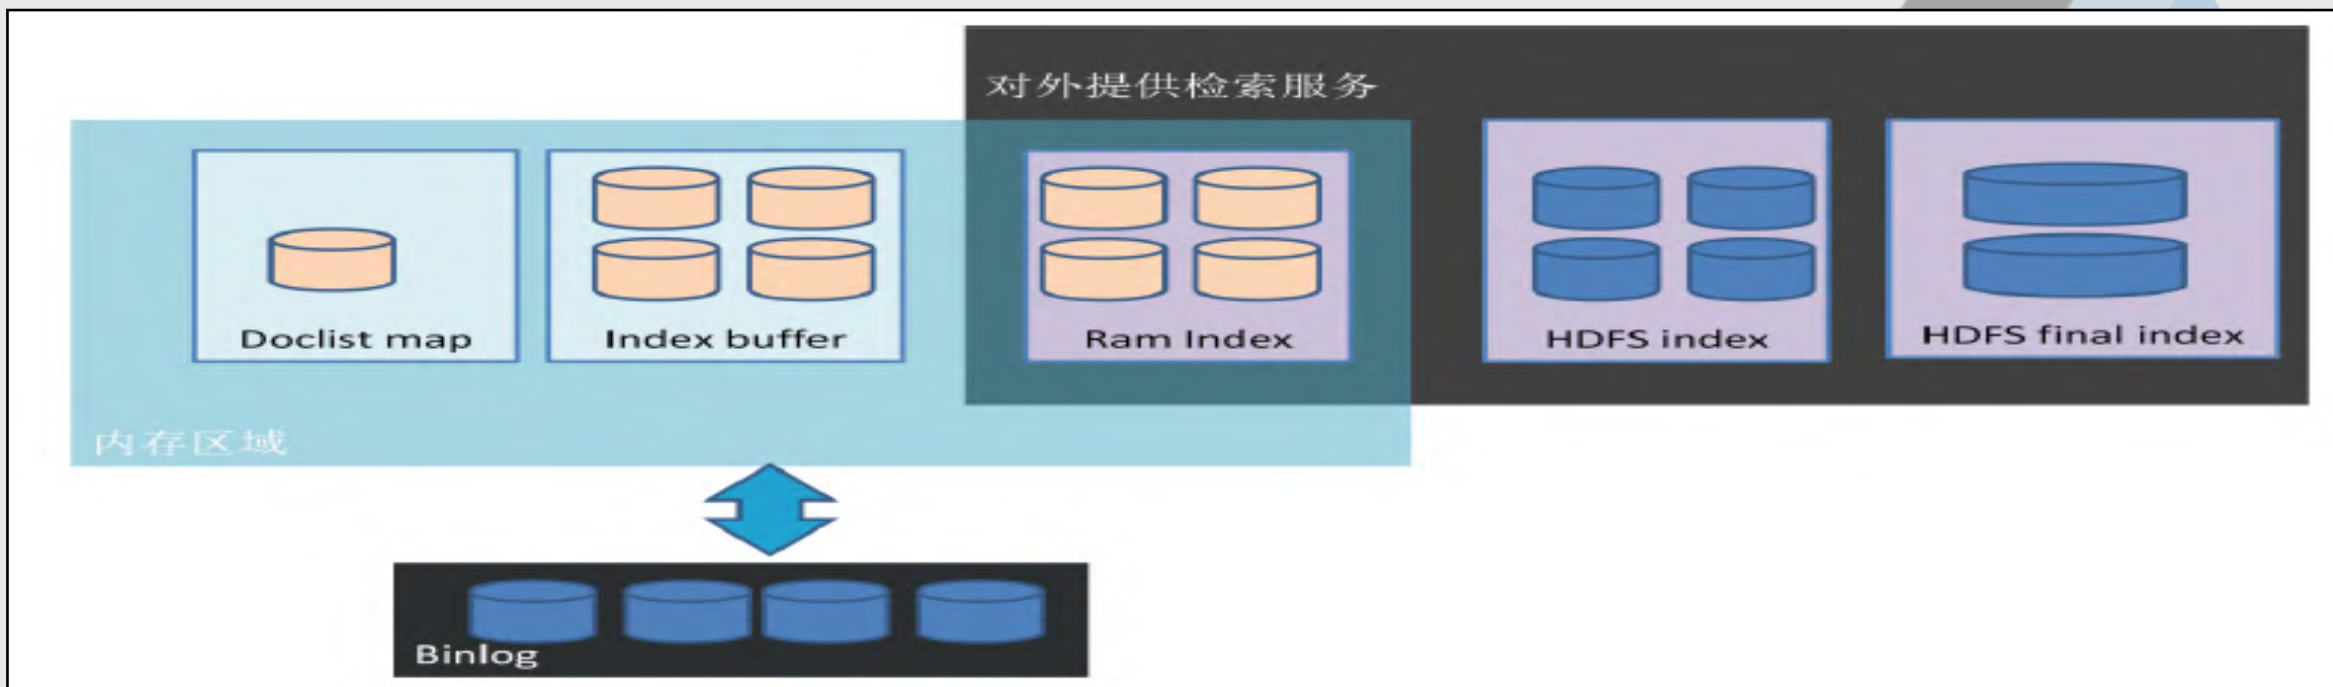 对外提供检索服务
Doclist map
Index buffer
Ram Index
HDFS index
HDFS final index
内存区域
Binlog